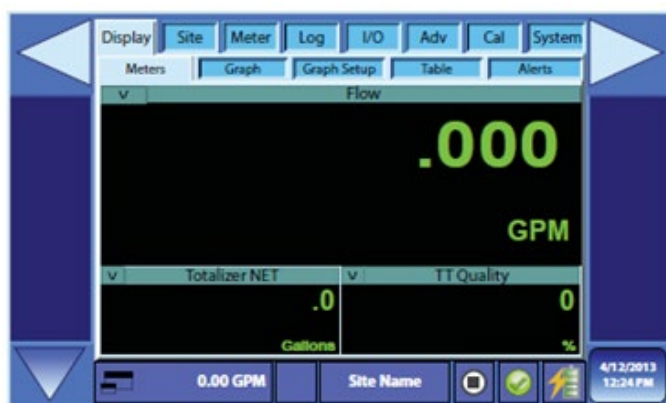 Display Site Meter Log I/O Adv Cal System
Meters Graph Graph Setup Table Alerts
v Flow
.000
GPM
v Totalizer NET v TT Quality
.0 0
Gallons %
0.00 GPM Site Name 4/12/2013
12:24 PM